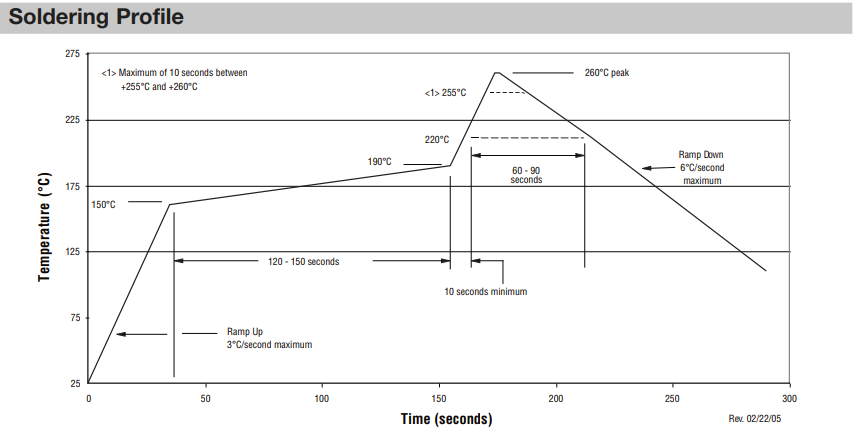 Soldering Profile
275
<1> Maximum of 10 seconds between
+255°C and +260°C
260°C peak
<1> 255°C
225
220°C
190°C
Ramp Down
6°C/second
maximum
60 - 90
seconds
175
150°C
Temperature (°C)
125
120 - 150 seconds
10 seconds minimum
75
Ramp Up
3°C/second maximum
25
0
50
100
150
200
250
300
Time (seconds)
Rev. 02/22/05